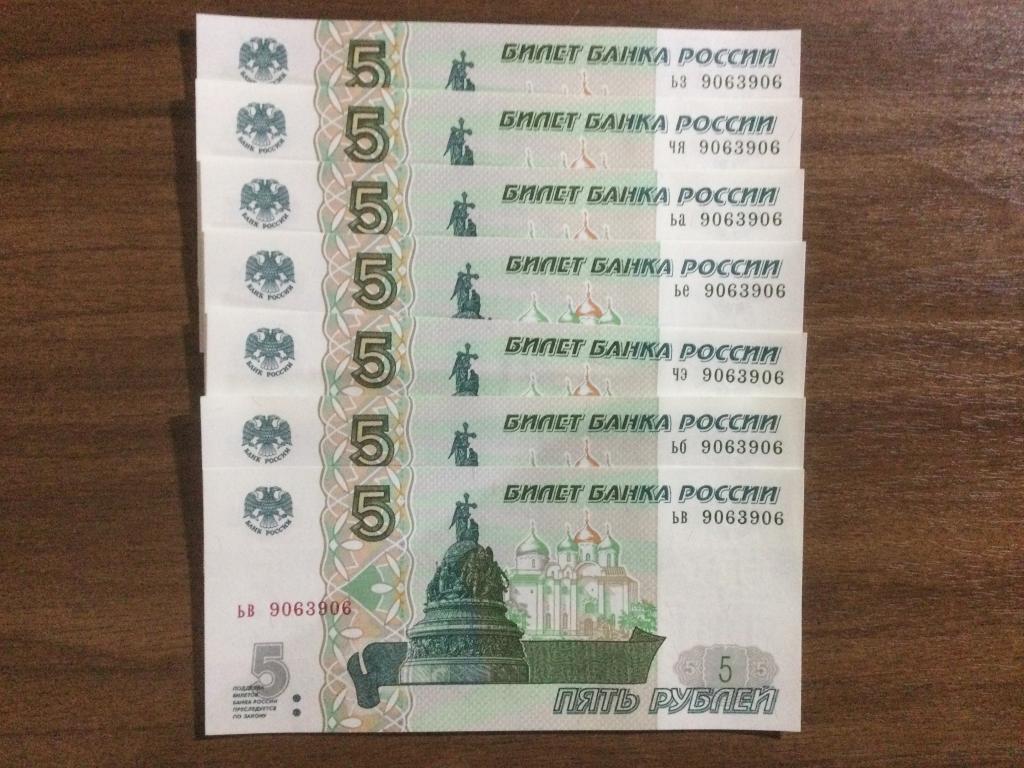 5
БИЛЕТ БАНКА РОССИИ
ьз 9063906
БАНК РОССИИ
5
БИЛЕТ БАНКА РОССИИ
чя 9063906
БАНК РОССИИ
5
БИЛЕТ БАНКА РОССИИ
ьа 9063906
БАНК РОССИИ
5
БИЛЕТ БАНКА РОССИИ
ье 9063906
БАНК РОССИИ
5
БИЛЕТ БАНКА РОССИИ
чэ 9063906
БАНК РОССИИ
5
БИЛЕТ БАНКА РОССИИ
ьб 9063906
БАНК РОССИИ
5
БИЛЕТ БАНКА РОССИИ
ьв 9063906
БАНК РОССИИ
ьв 9063906
5
5 5 5
ПОДДЕЛКА
БИЛЕТОВ
БАНКА РОССИИ
ПРЕСЛЕДУЕТСЯ
ПО ЗАКОНУ
ПЯТЬ РУБЛЕЙ